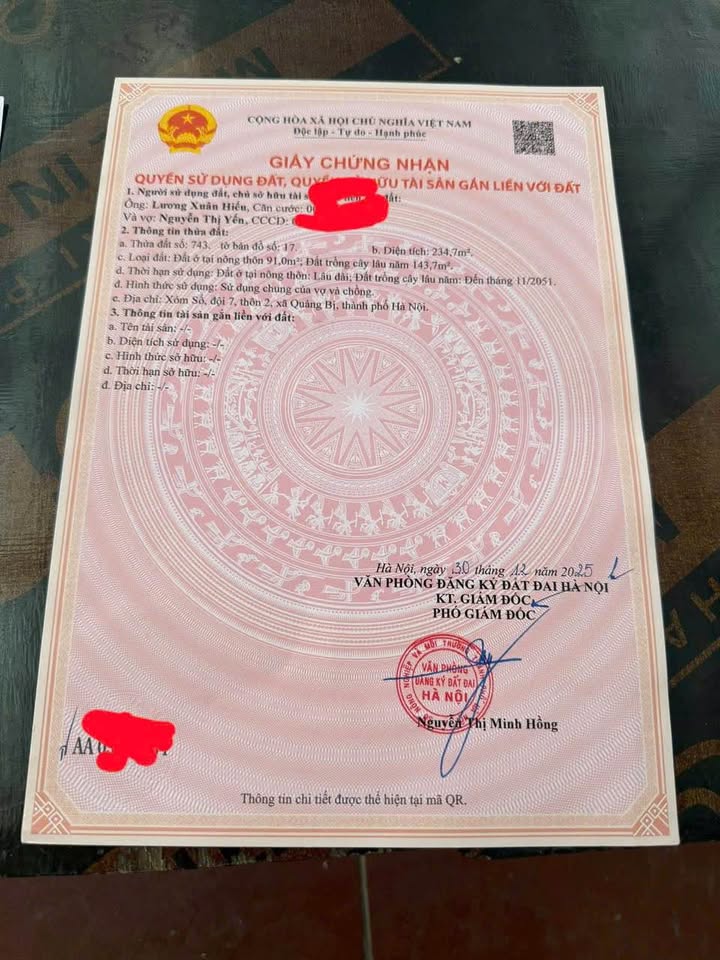 CỘNG HÒA XÃ HỘI CHỦ NGHĨA VIỆT NAM
Độc lập - Tự do - Hạnh phúc
GIẤY CHỨNG NHẬN
QUYỀN SỬ DỤNG ĐẤT, HỮU TÀI SẢN GẮN LIỀN VỚI ĐẤT
1. Người sử dụng đất, chủ sở hữu tài đất:
Ông: Lương Xuân Hiếu, Căn cước:
Và vợ: Nguyễn Thị Yến, CCCD:
2. Thông tin thửa đất:
a. Thửa đất số: 743. tờ bản đồ số: 17. b. Diện tích: 234,7m².
c. Loại đất: Đất ở tại nông thôn 91,0m²; Đất trồng cây lâu năm 143,7m².
d. Thời hạn sử dụng: Đất ở tại nông thôn: Lâu dài; Đất trồng cây lâu năm: Đến tháng 11/2051.
đ. Hình thức sử dụng: Sử dụng chung của vợ và chồng.
e. Địa chỉ: Xóm Số, đội 7, thôn 2, xã Quảng Bị, thành phố Hà Nội.
3. Thông tin tài sản gắn liền với đất:
a. Tên tài sản: -/-
b. Diện tích sử dụng: -/-
c. Hình thức sở hữu: -/-
d. Thời hạn sở hữu: -/-
đ. Địa chỉ: -/-
Hà Nội, ngày 30 tháng 12 năm 2025
VĂN PHÒNG ĐĂNG KÝ ĐẤT ĐAI HÀ NỘI
KT. GIÁM ĐỐC
PHÓ GIÁM ĐỐC
VĂN PHÒNG
ĐĂNG KÝ ĐẤT ĐAI
HÀ NỘI
Nguyễn Thị Minh Hồng
AA
Thông tin chi tiết được thể hiện tại mã QR.